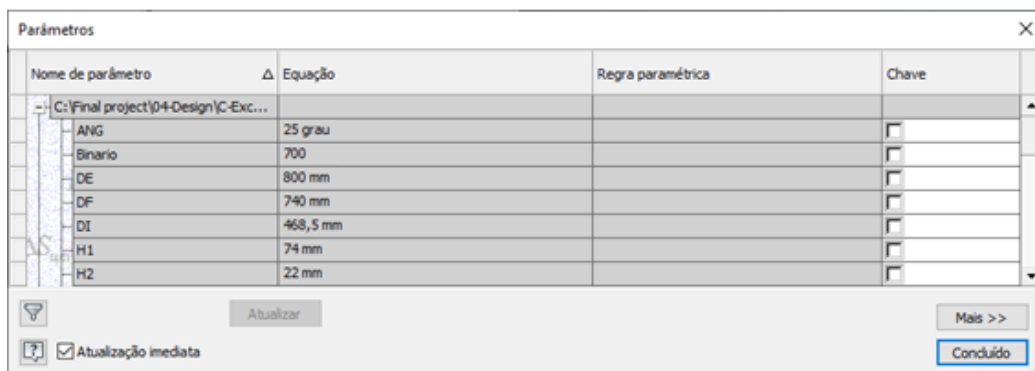 Parâmetros
Nome de parâmetro Equação Regra paramétrica Chave
C:\Final project\04-Design\C-Exc...
ANG 25 grau
Binario 700
DE 800 mm
DF 740 mm
DI 468,5 mm
H1 74 mm
H2 22 mm
Atualizar Mais >>
Atualização imediata Concluído